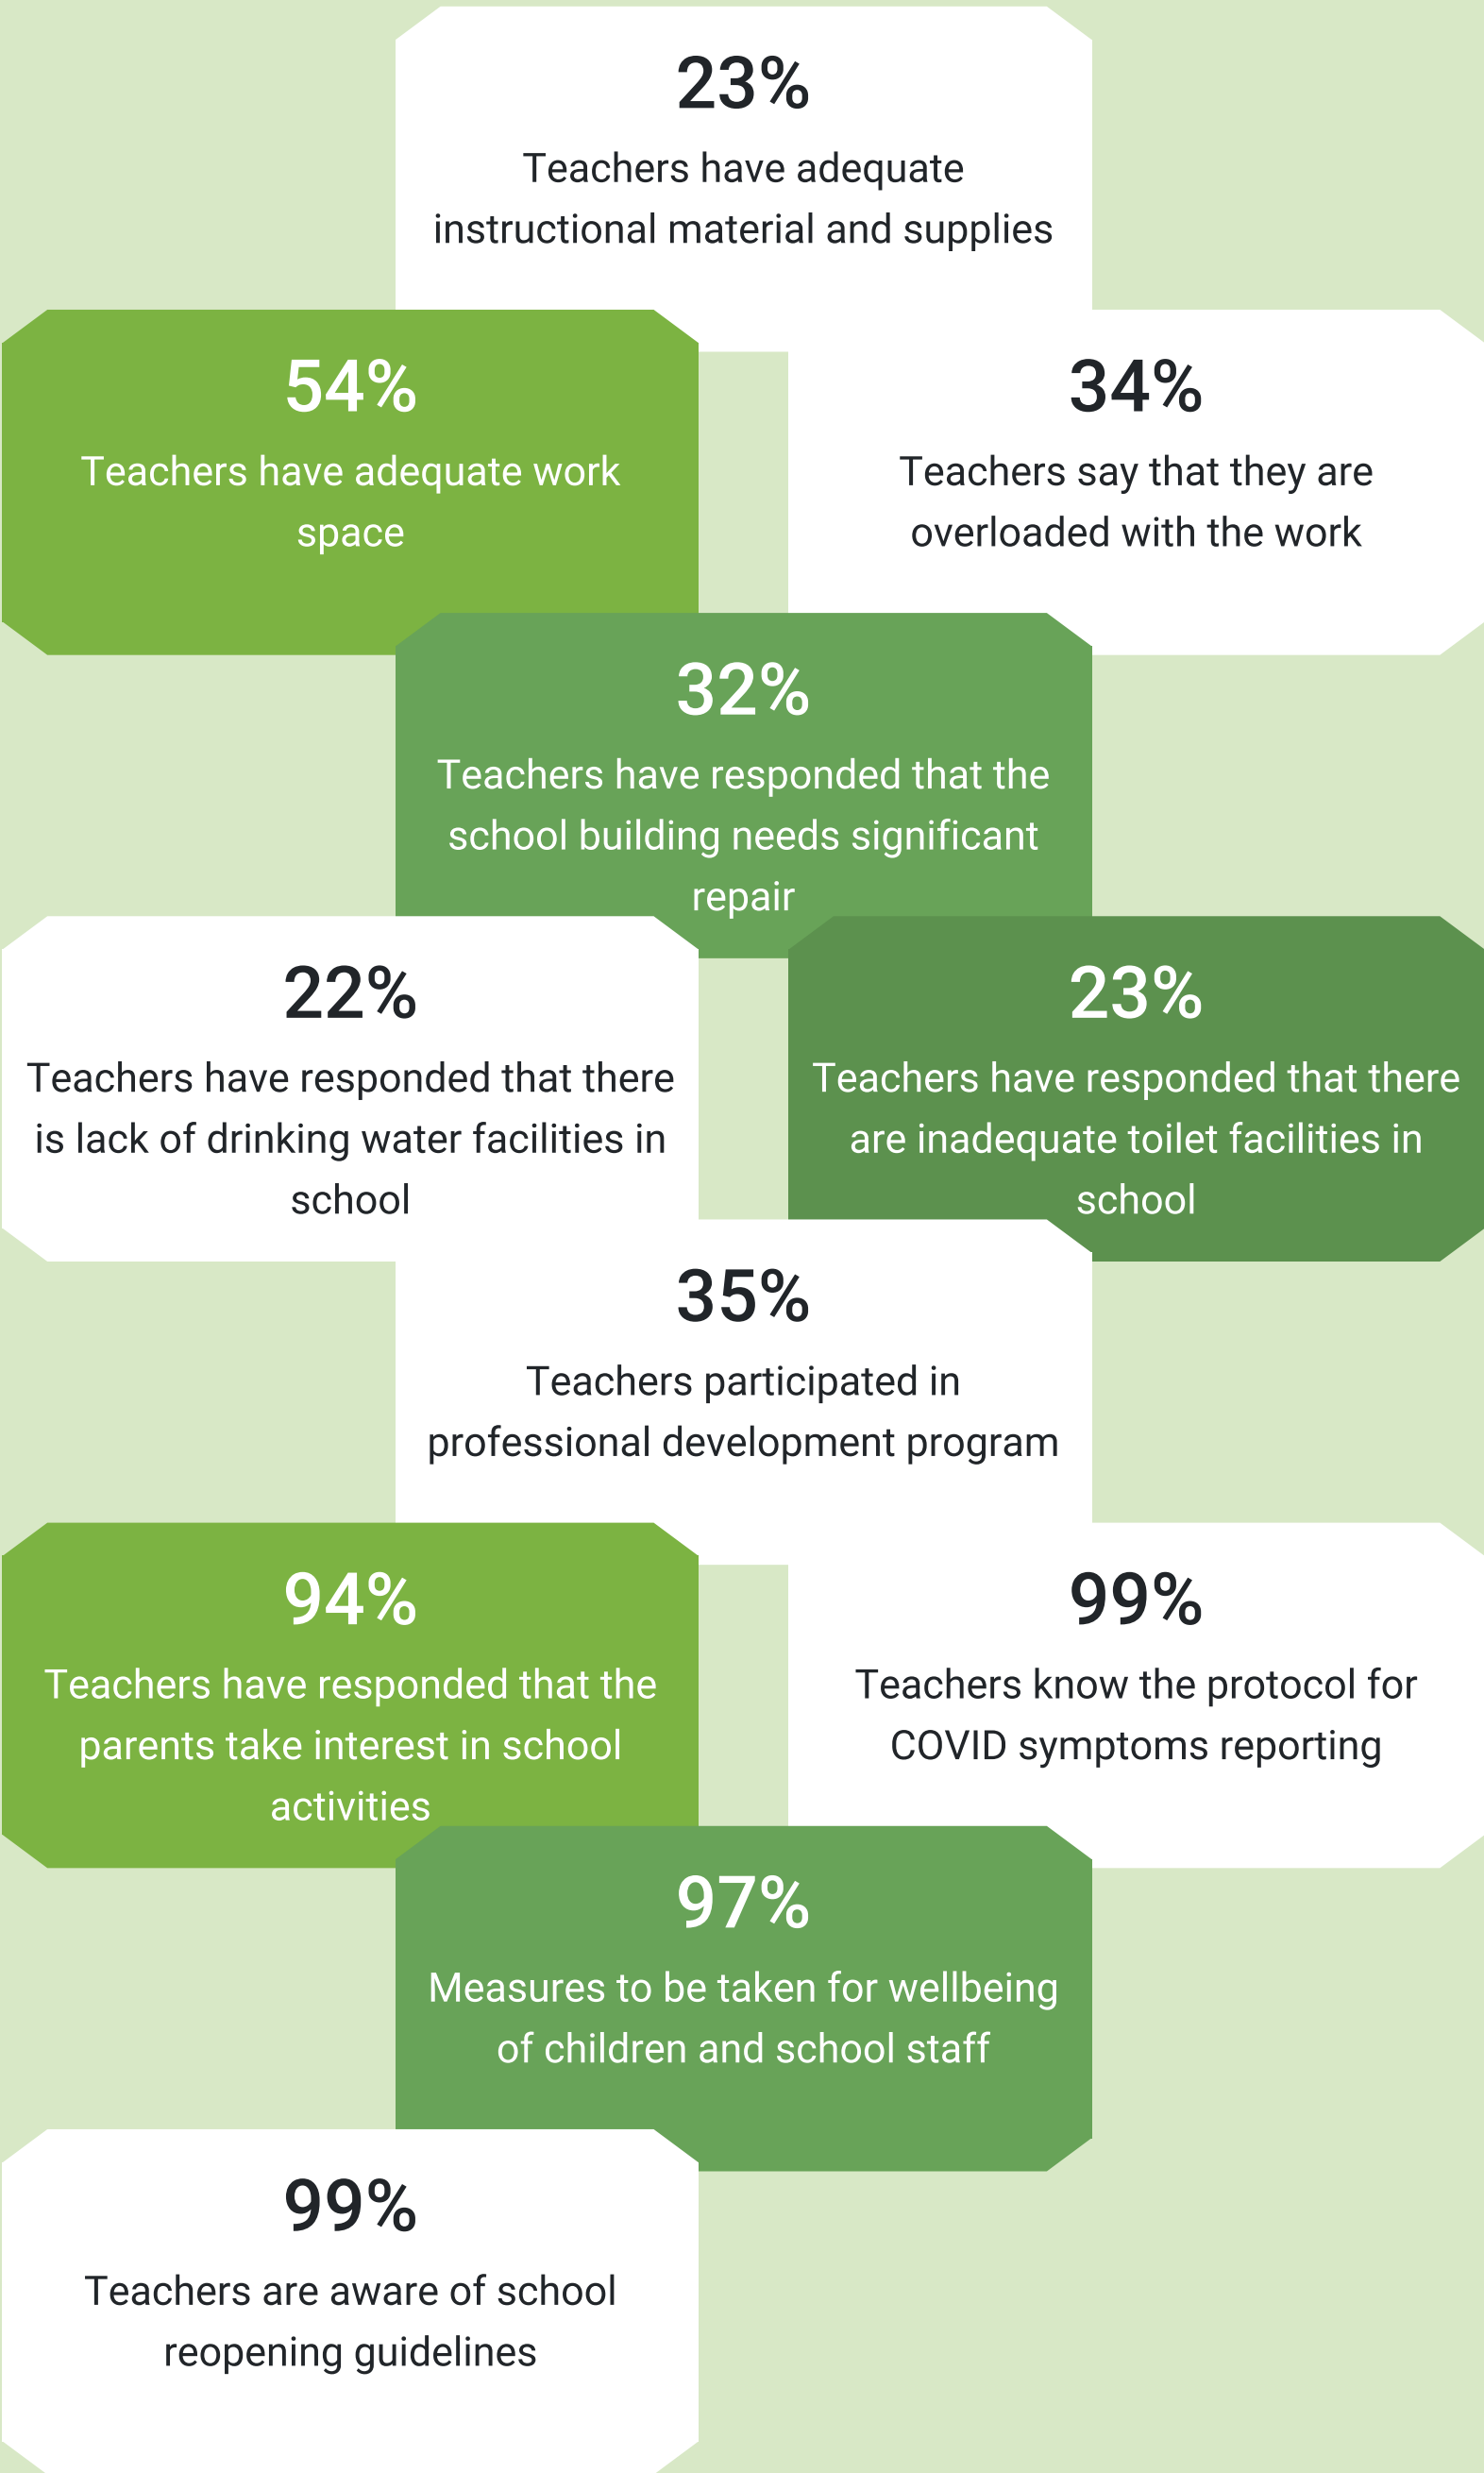 23%
Teachers have adequate
instructional material and supplies
54%
Teachers have adequate work
space
34%
Teachers say that they are
overloaded with the work
32%
Teachers have responded that the
school building needs significant
repair
22%
Teachers have responded that there
is lack of drinking water facilities in
school
23%
Teachers have responded that there
are inadequate toilet facilities in
school
35%
Teachers participated in
professional development program
94%
Teachers have responded that the
parents take interest in school
activities
99%
Teachers know the protocol for
COVID symptoms reporting
97%
Measures to be taken for wellbeing
of children and school staff
99%
Teachers are aware of school
reopening guidelines